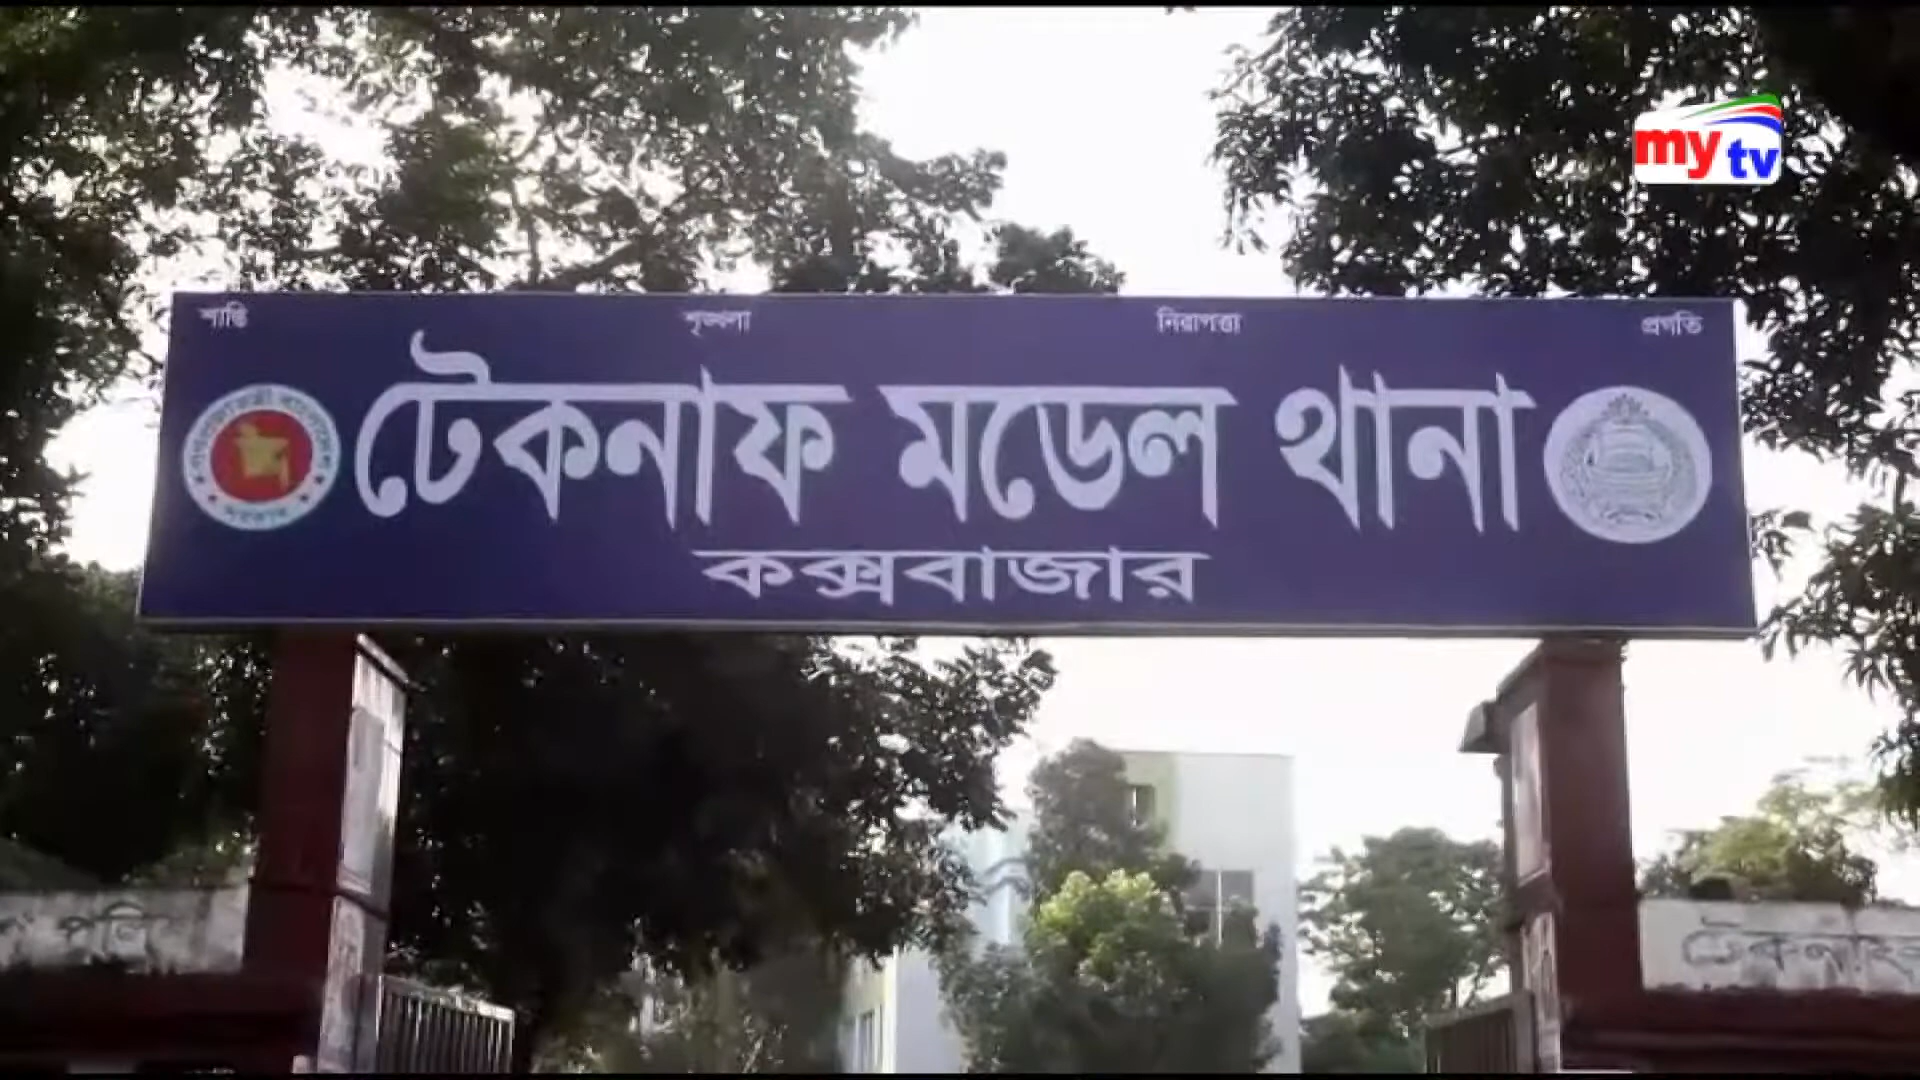 my tv
শান্তি শৃঙ্খলা নিরাপত্তা প্রগতি
টেকনাফ মডেল থানা
কক্সবাজার